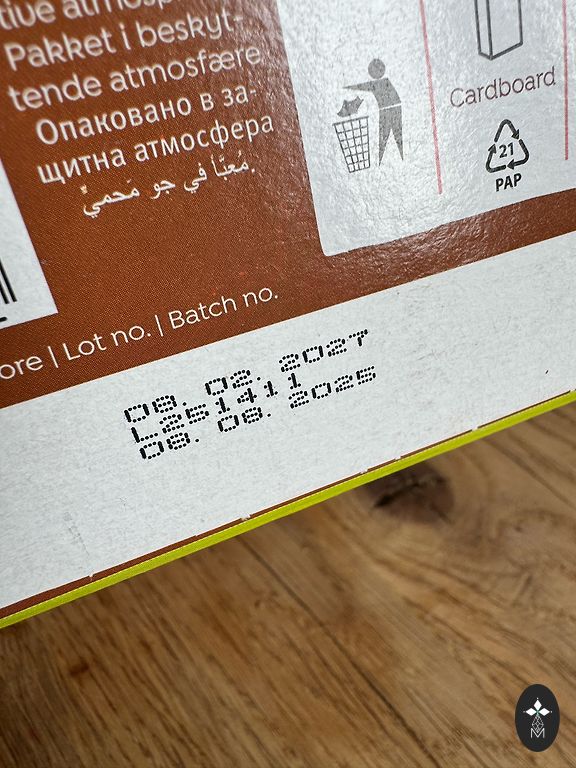 Pakket i beskyt-
tende atmosfære
Опаковано в за-
щитна атмосфера
مَعبَّأ في جو مَحميٍّ.
Cardboard
21
PAP
ore | Lot no. | Batch no.
08. 02. 2027
L251411
08. 08. 2025
M